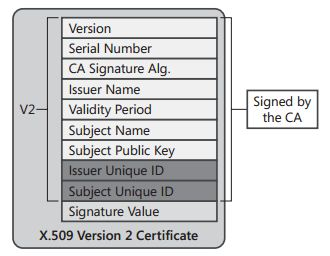 Version
Serial Number
CA Signature Alg.
Issuer Name
V2
Validity Period
Signed by
the CA
Subject Name
Subject Public Key
Issuer Unique ID
Subject Unique ID
Signature Value
X.509 Version 2 Certificate